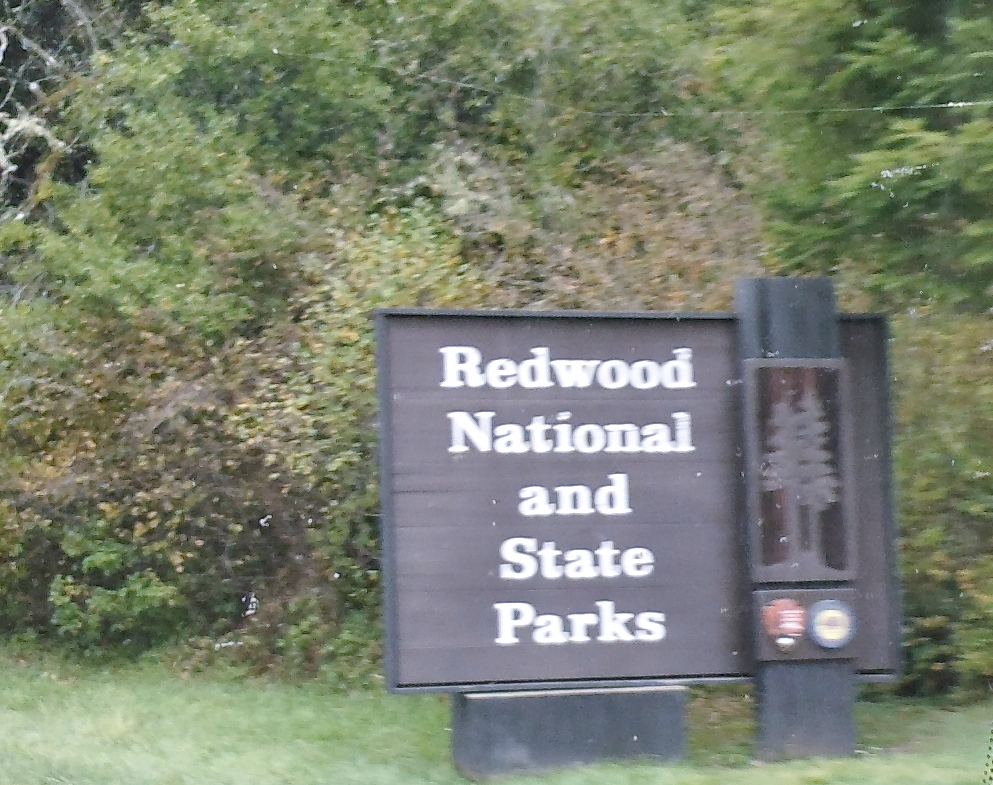 Redwood
National
and
State
Parks